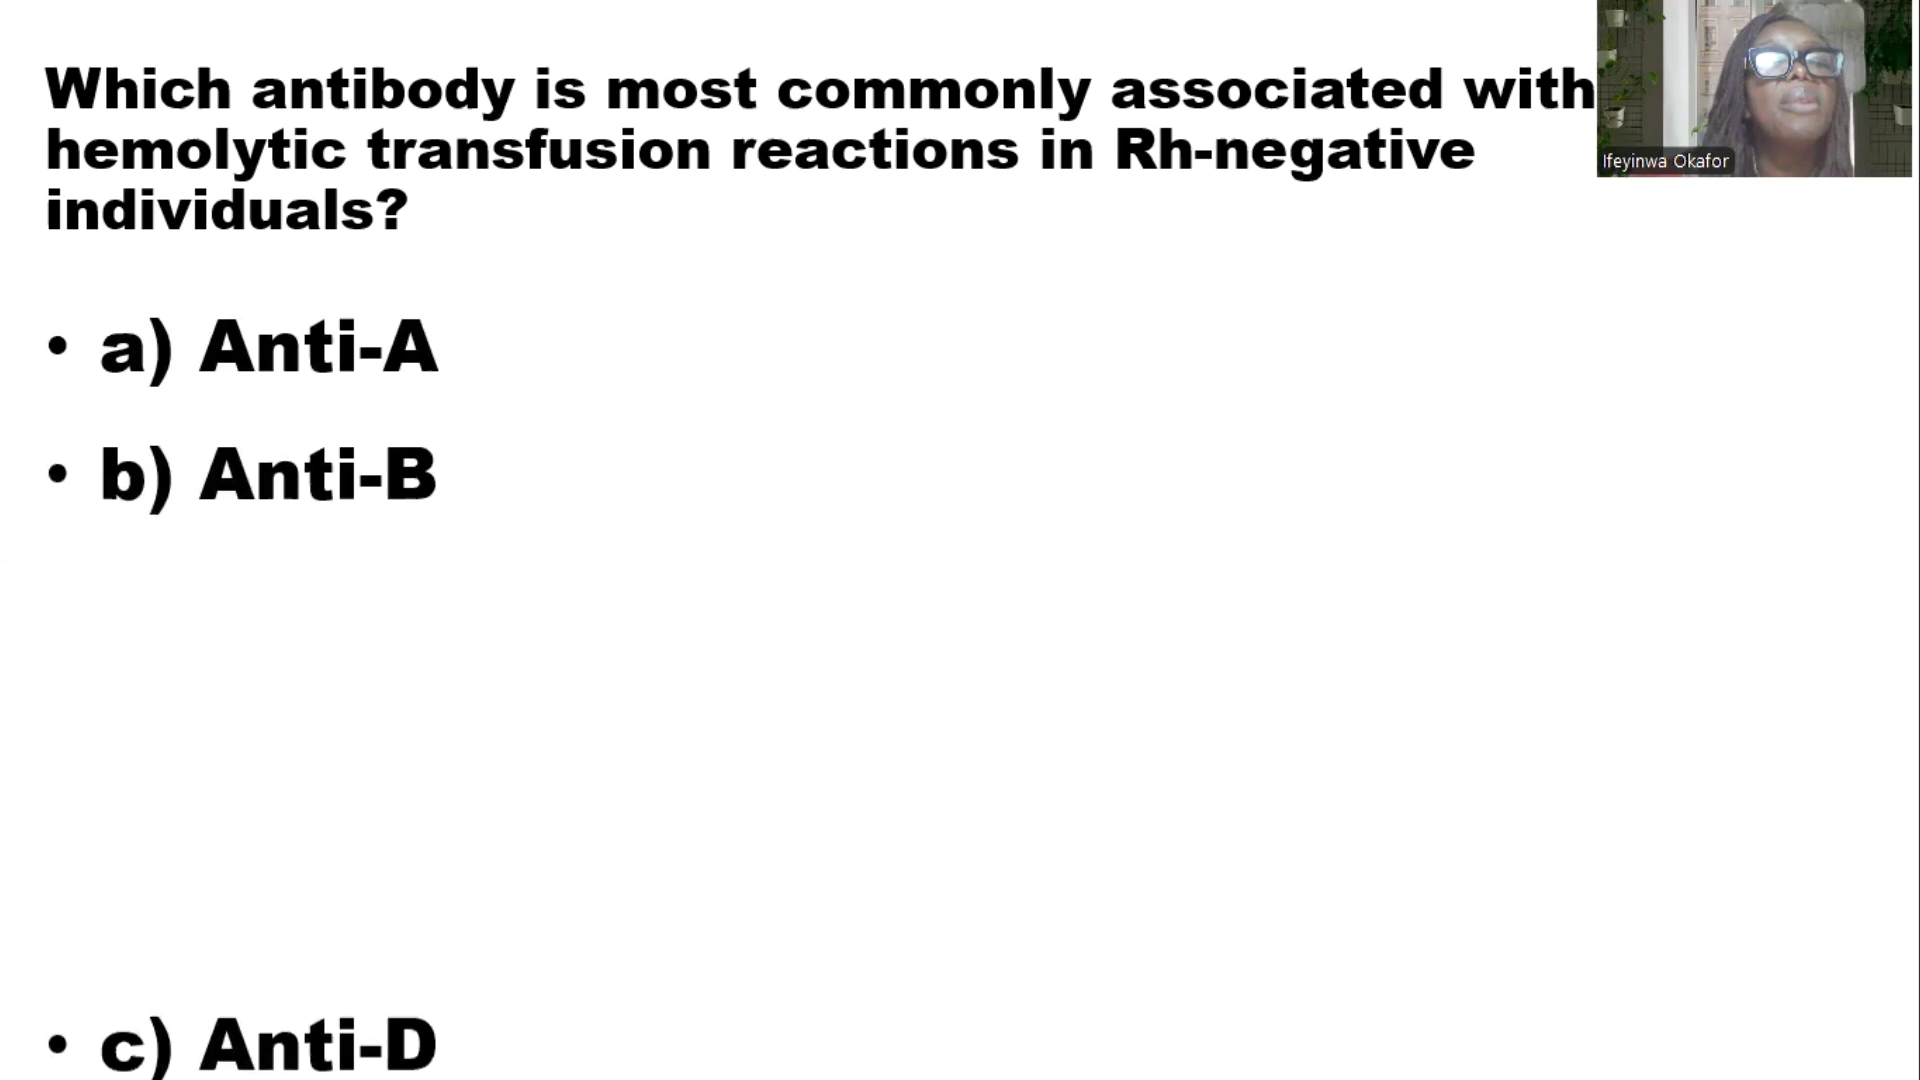 Which antibody is most commonly associated with
hemolytic transfusion reactions in Rh-negative
individuals?
Ifeyinwa Okafor
• a) Anti-A
• b) Anti-B
• c) Anti-D